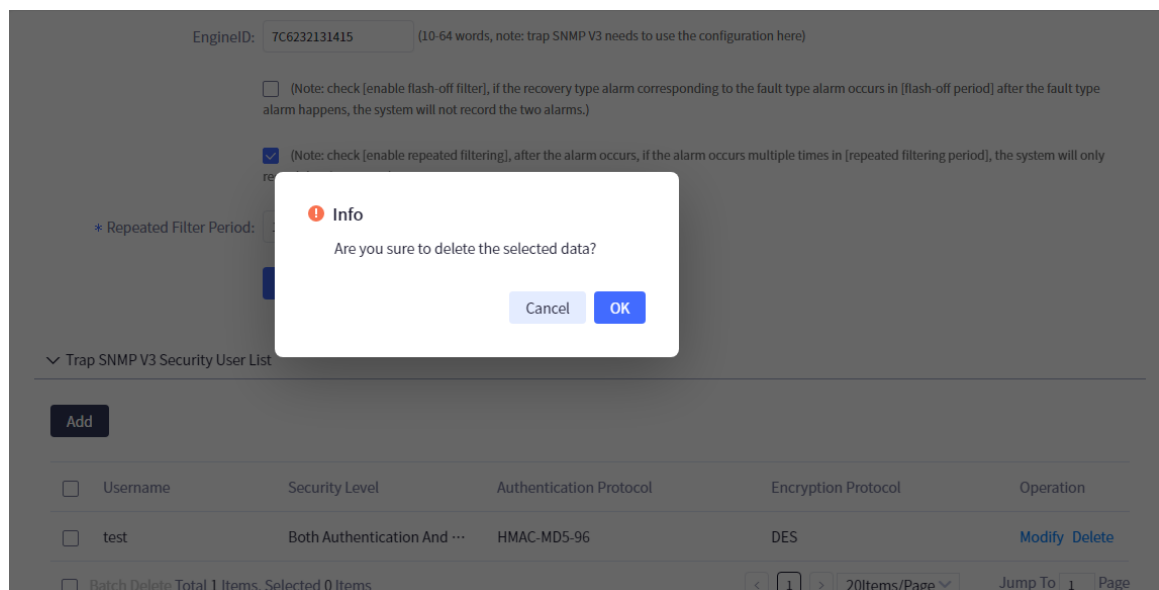 EngineID: 7C6232131415 (10-64 words, note: trap SNMP V3 needs to use the configuration here)
(Note: check [enable flash-off filter], if the recovery type alarm corresponding to the fault type alarm occurs in [flash-off period] after the fault type
alarm happens, the system will not record the two alarms.)
(Note: check [enable repeated filtering], after the alarm occurs, if the alarm occurs multiple times in [repeated filtering period], the system will only
Info
* Repeated Filter Period:
Are you sure to delete the selected data?
Cancel OK
Trap SNMP V3 Security User List
Add
Username Security Level Authentication Protocol Encryption Protocol Operation
test Both Authentication And ··· HMAC-MD5-96 DES Modify Delete
Batch Delete Total 1 Items, Selected 0 Items < 1 > 20Items/Page Jump To 1 Page